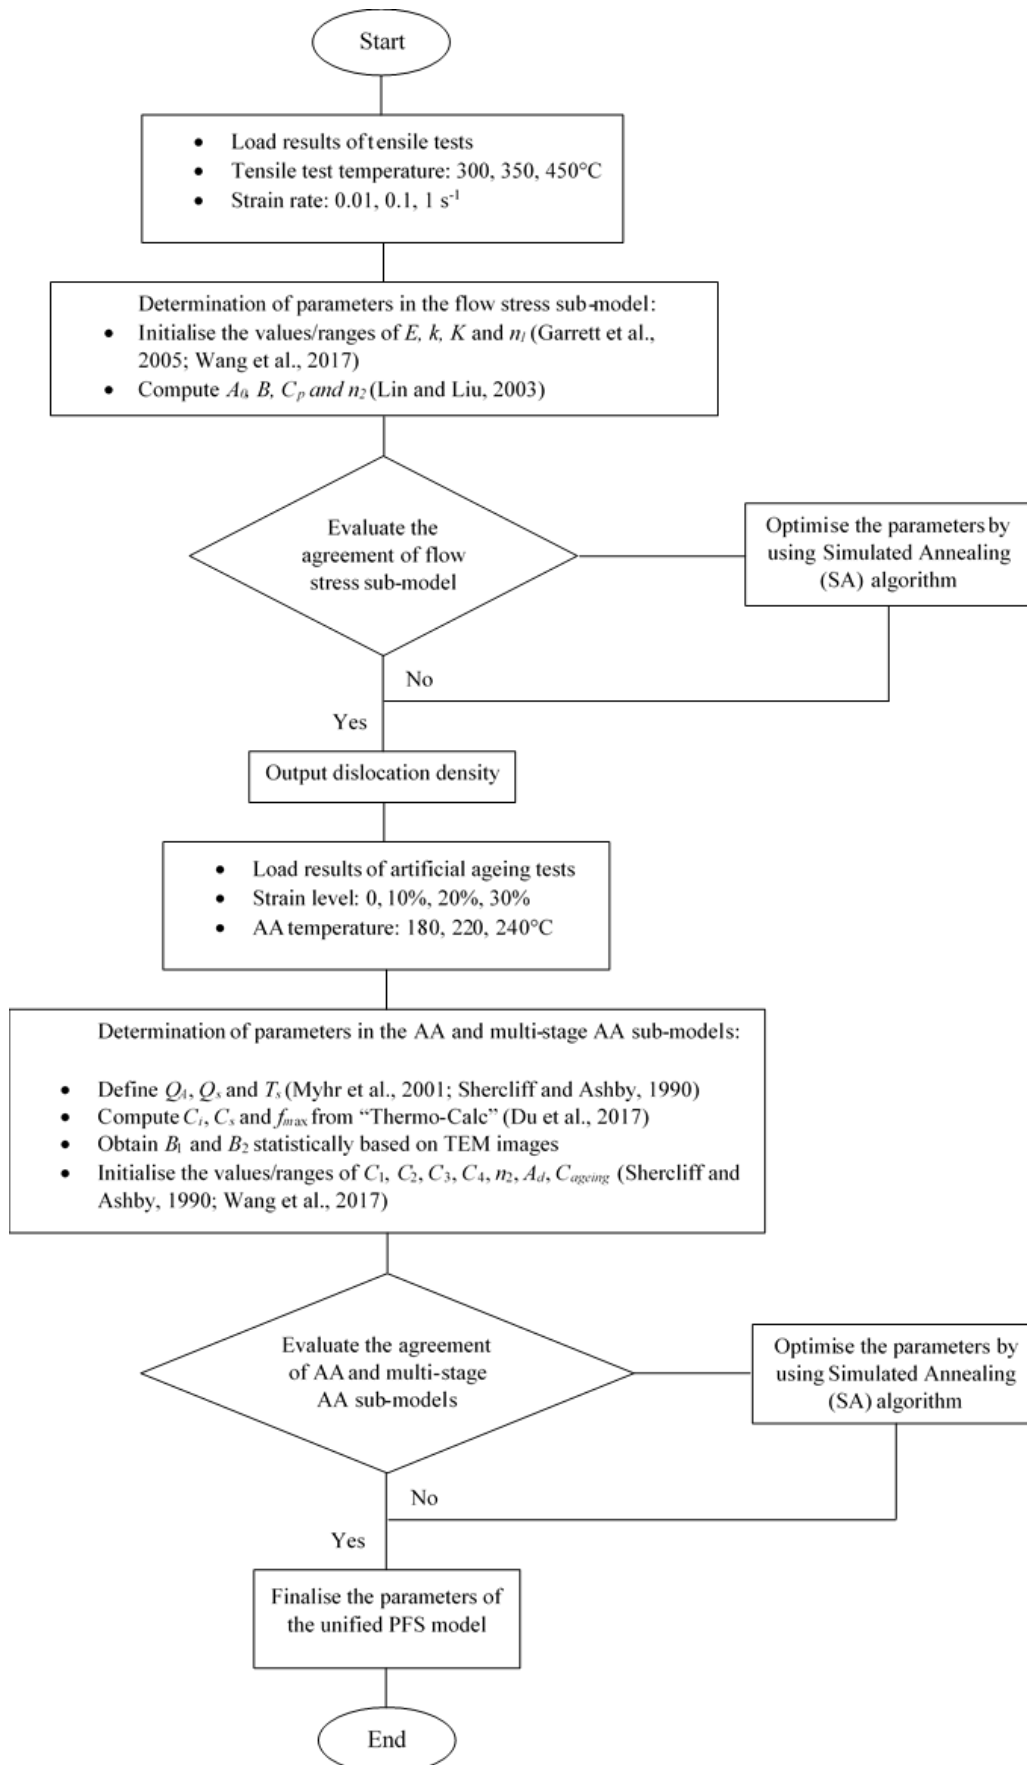 Start
• Load results of tensile tests
• Tensile test temperature: 300, 350, 450°C
• Strain rate: 0.01, 0.1, 1 s⁻¹
Determination of parameters in the flow stress sub-model:
• Initialise the values/ranges of E, k, K and n₁ (Garrett et al.,
2005; Wang et al., 2017)
• Compute A₀, B, Cₚ and n₂ (Lin and Liu, 2003)
Evaluate the
agreement of flow
stress sub-model
Optimise the parameters by
using Simulated Annealing
(SA) algorithm
No
Yes
Output dislocation density
• Load results of artificial ageing tests
• Strain level: 0, 10%, 20%, 30%
• AA temperature: 180, 220, 240°C
Determination of parameters in the AA and multi-stage AA sub-models:
• Define Q_A, Qₛ and Tₛ (Myhr et al., 2001; Shercliff and Ashby, 1990)
• Compute Cᵢ, Cₛ and fₘₐₓ from “Thermo-Calc” (Du et al., 2017)
• Obtain B₁ and B₂ statistically based on TEM images
• Initialise the values/ranges of C₁, C₂, C₃, C₄, n₂, A_d, C_ageing (Shercliff and
Ashby, 1990; Wang et al., 2017)
Evaluate the agreement
of AA and multi-stage
AA sub-models
Optimise the parameters by
using Simulated Annealing
(SA) algorithm
No
Yes
Finalise the parameters of
the unified PFS model
End